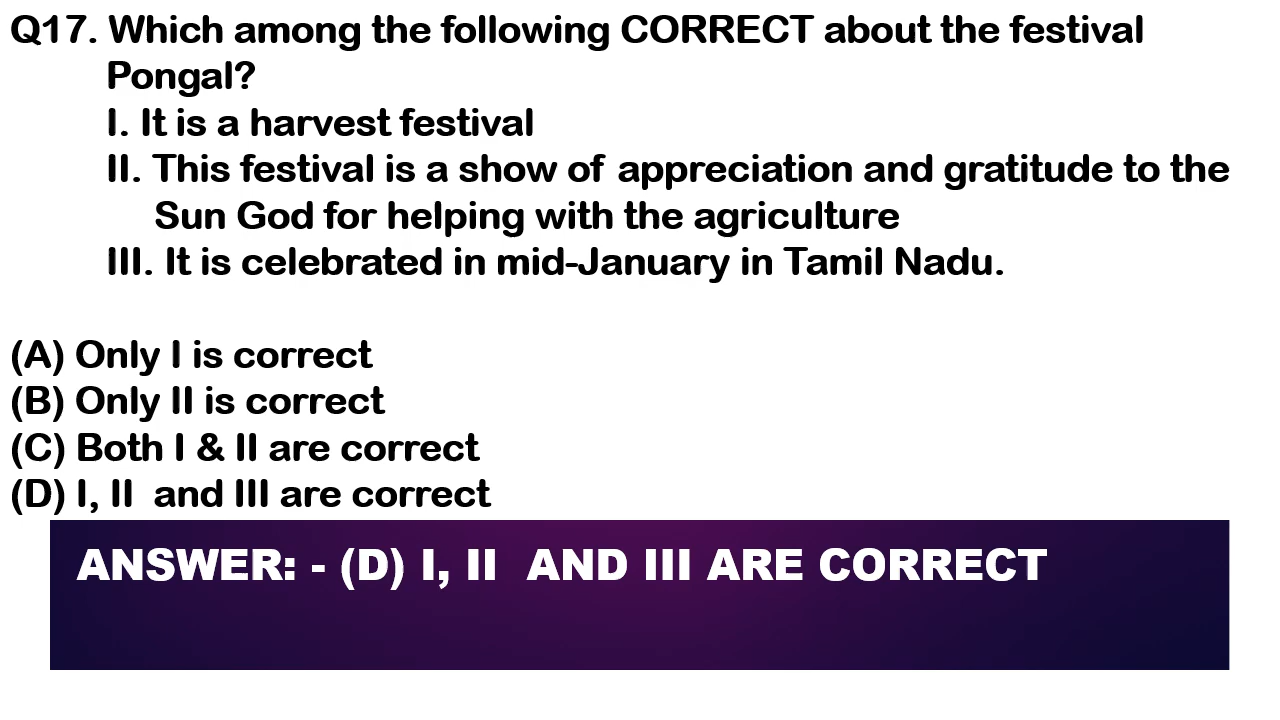 Q17. Which among the following CORRECT about the festival
Pongal?
I. It is a harvest festival
II. This festival is a show of appreciation and gratitude to the
Sun God for helping with the agriculture
III. It is celebrated in mid-January in Tamil Nadu.
(A) Only I is correct
(B) Only II is correct
(C) Both I & II are correct
(D) I, II and III are correct
ANSWER: - (D) I, II AND III ARE CORRECT